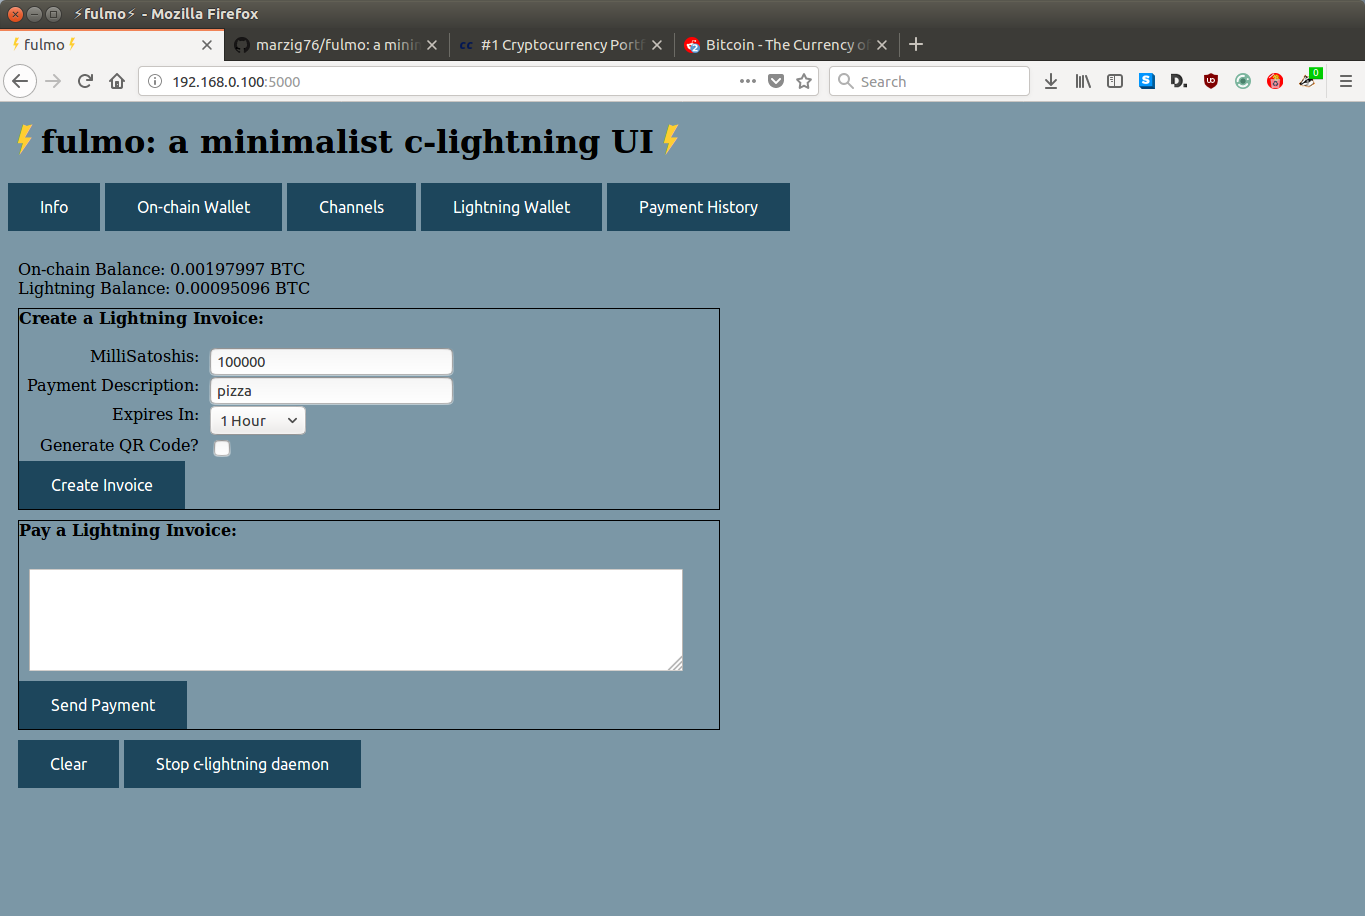 ⚡fulmo⚡ - Mozilla Firefox
⚡fulmo⚡
marzig76/fulmo: a minim
#1 Cryptocurrency Portf
Bitcoin - The Currency of
192.168.0.100:5000
Search
S
D.
0
⚡fulmo: a minimalist c-lightning UI⚡
Info On-chain Wallet Channels Lightning Wallet Payment History
On-chain Balance: 0.00197997 BTC
Lightning Balance: 0.00095096 BTC
Create a Lightning Invoice:
MilliSatoshis: 100000
Payment Description: pizza
Expires In: 1 Hour
Generate QR Code?
Create Invoice
Pay a Lightning Invoice:
Send Payment
Clear Stop c-lightning daemon